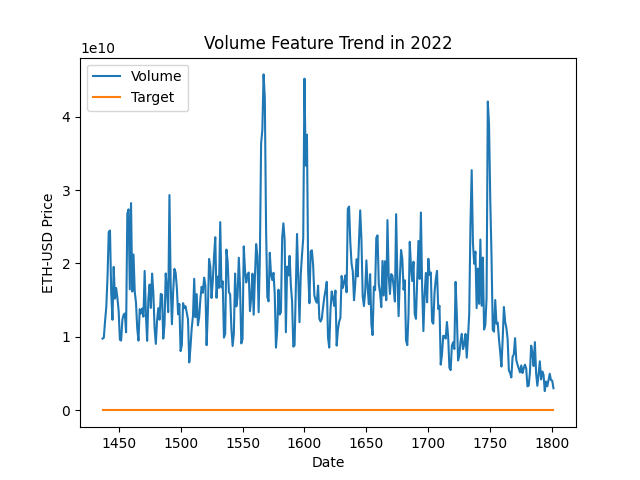 Volume Feature Trend in 2022
1e10
Volume
Target
4
3
2
1
0
ETH-USD Price
1450
1500
1550
1600
1650
1700
1750
1800
Date